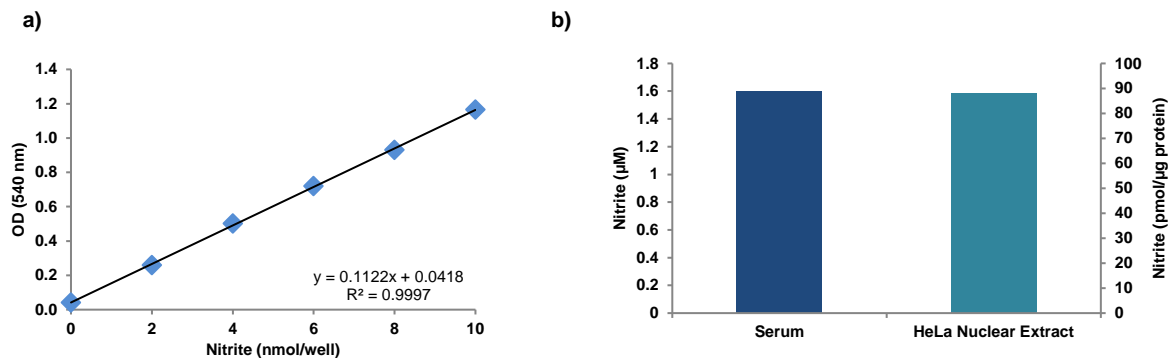 a)
1.4
1.2
1.0
0.8
0.6
0.4
0.2
0.0
OD (540 nm)
y = 0.1122x + 0.0418
R² = 0.9997
0 2 4 6 8 10
Nitrite (nmol/well)
b)
1.8
1.6
1.4
1.2
1
0.8
0.6
0.4
0.2
0
Nitrite (µM)
100
90
80
70
60
50
40
30
20
10
0
Nitrite (pmol/µg protein)
Serum HeLa Nuclear Extract